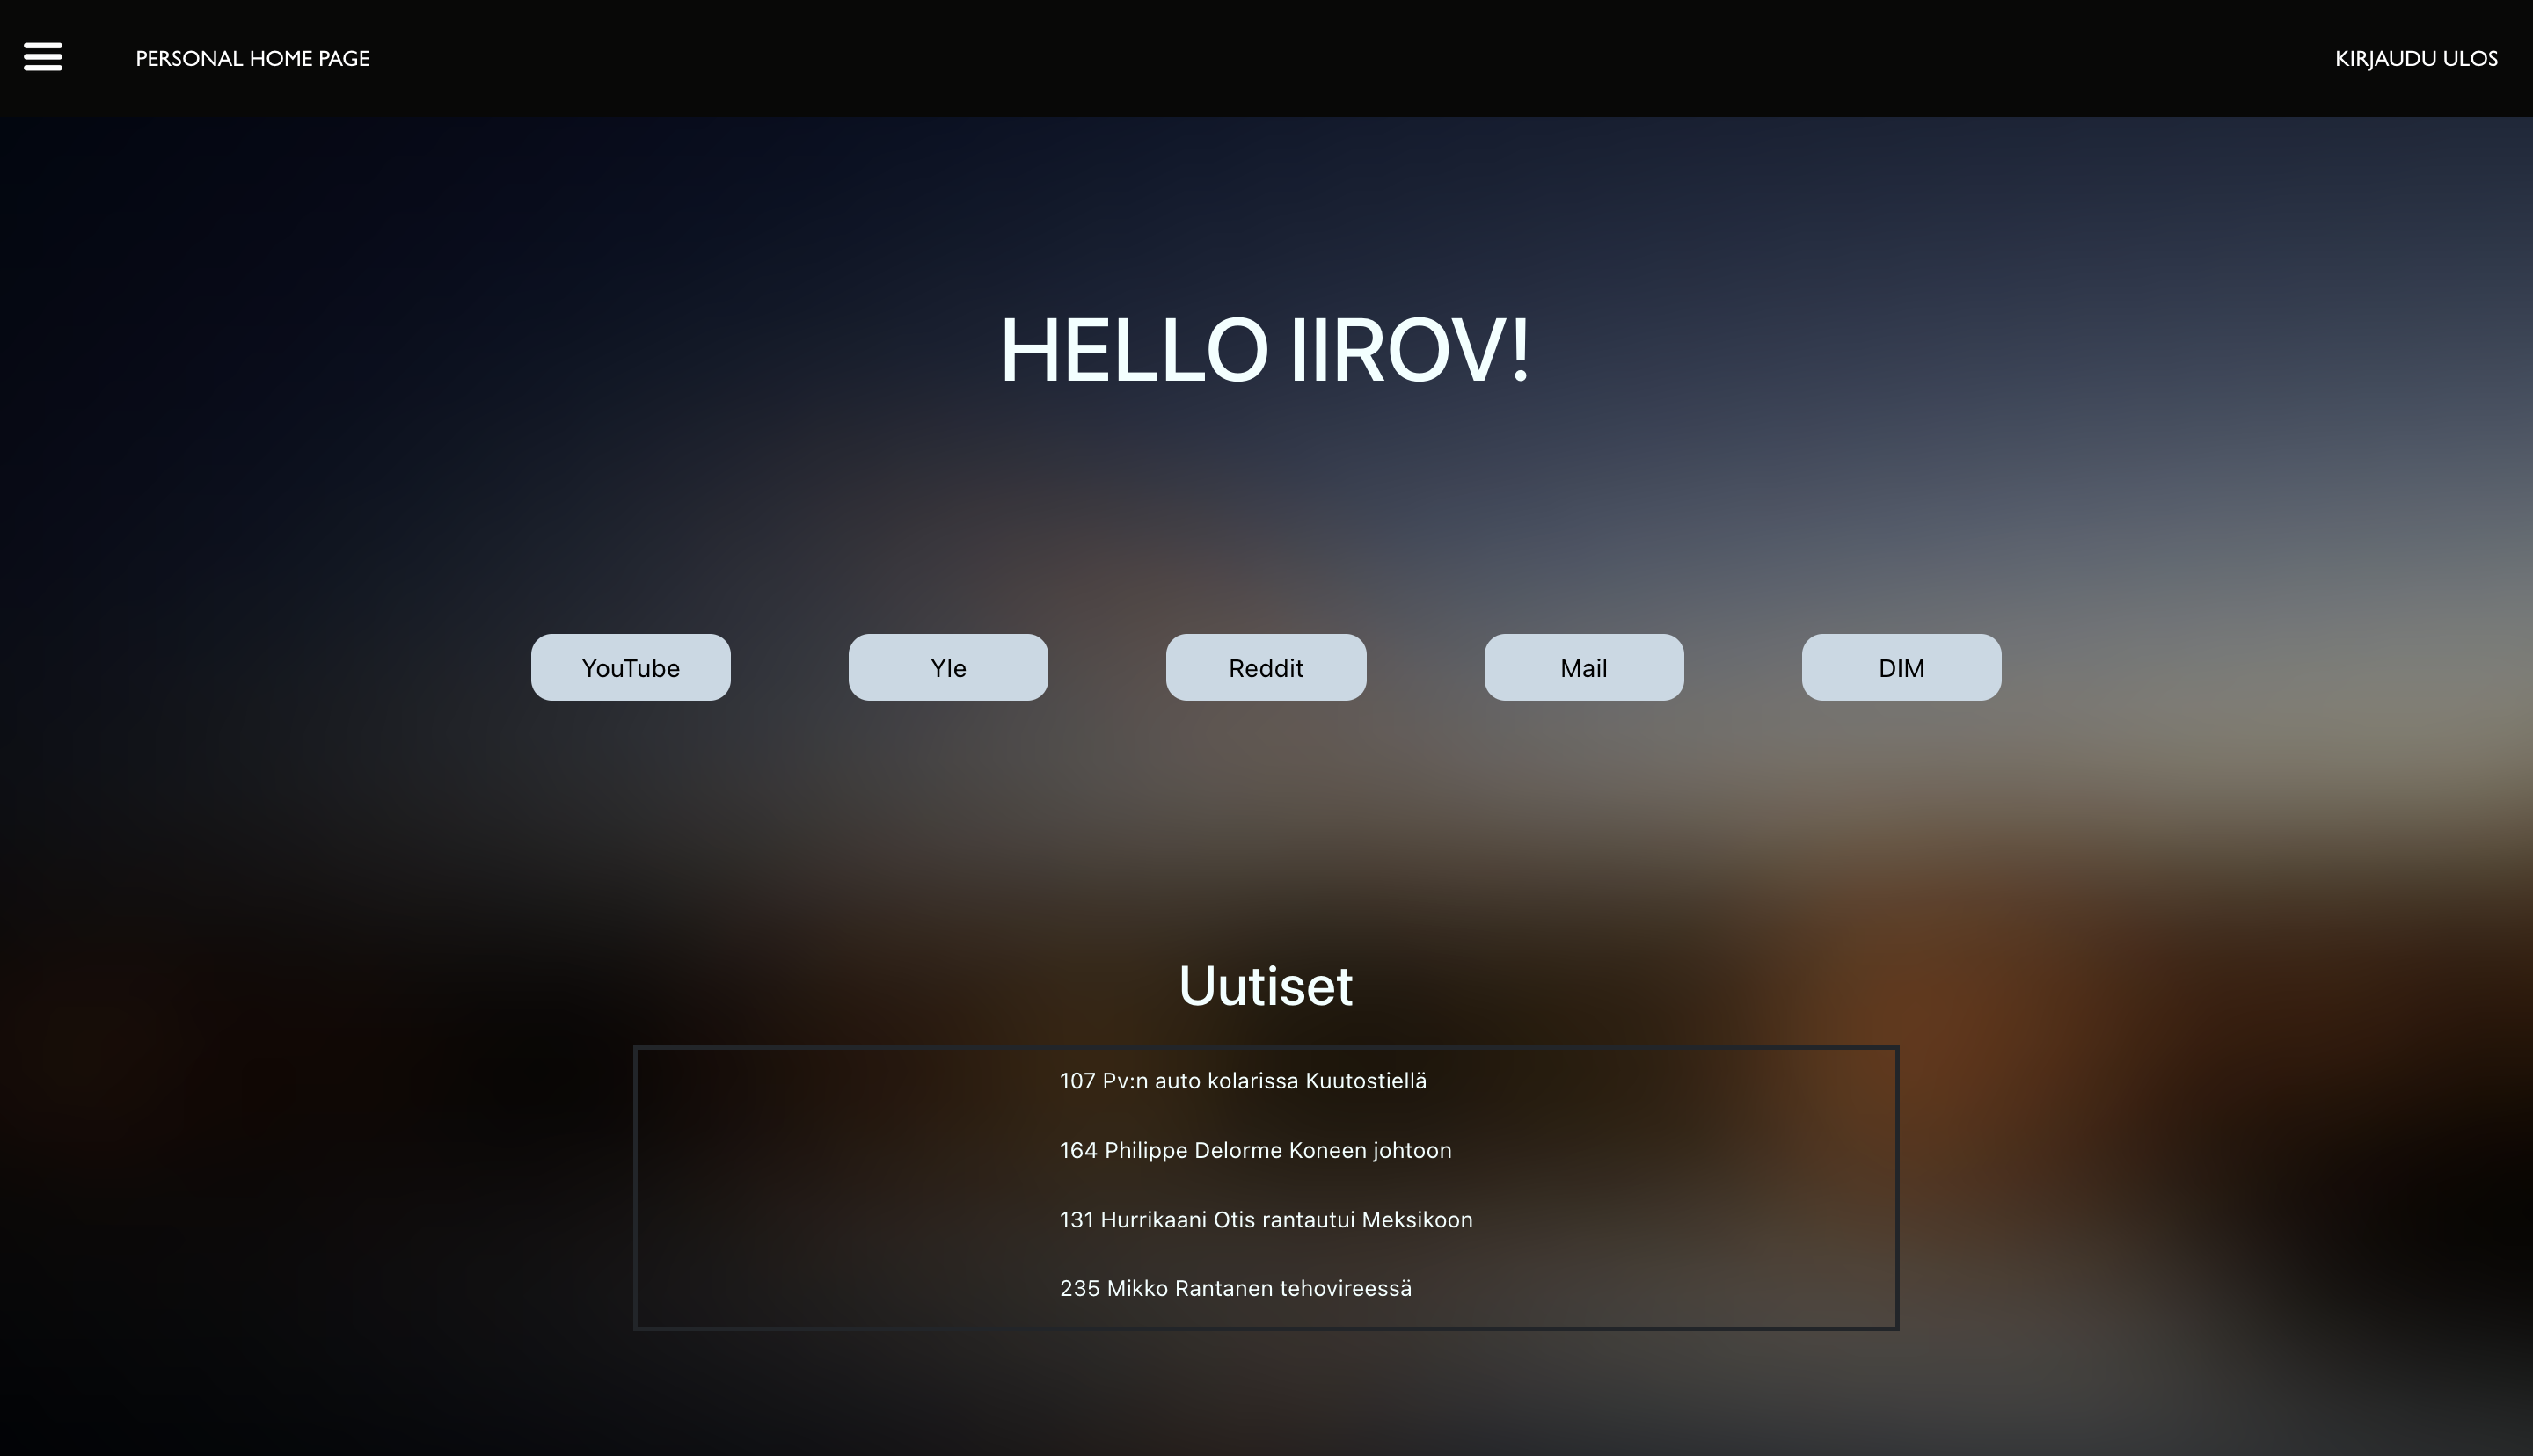 PERSONAL HOME PAGE
KIRJAUDU ULOS
HELLO IIROV!
YouTube
Yle
Reddit
Mail
DIM
Uutiset
107 Pv:n auto kolarissa Kuutostiellä
164 Philippe Delorme Koneen johtoon
131 Hurrikaani Otis rantautui Meksikoon
235 Mikko Rantanen tehovireessä